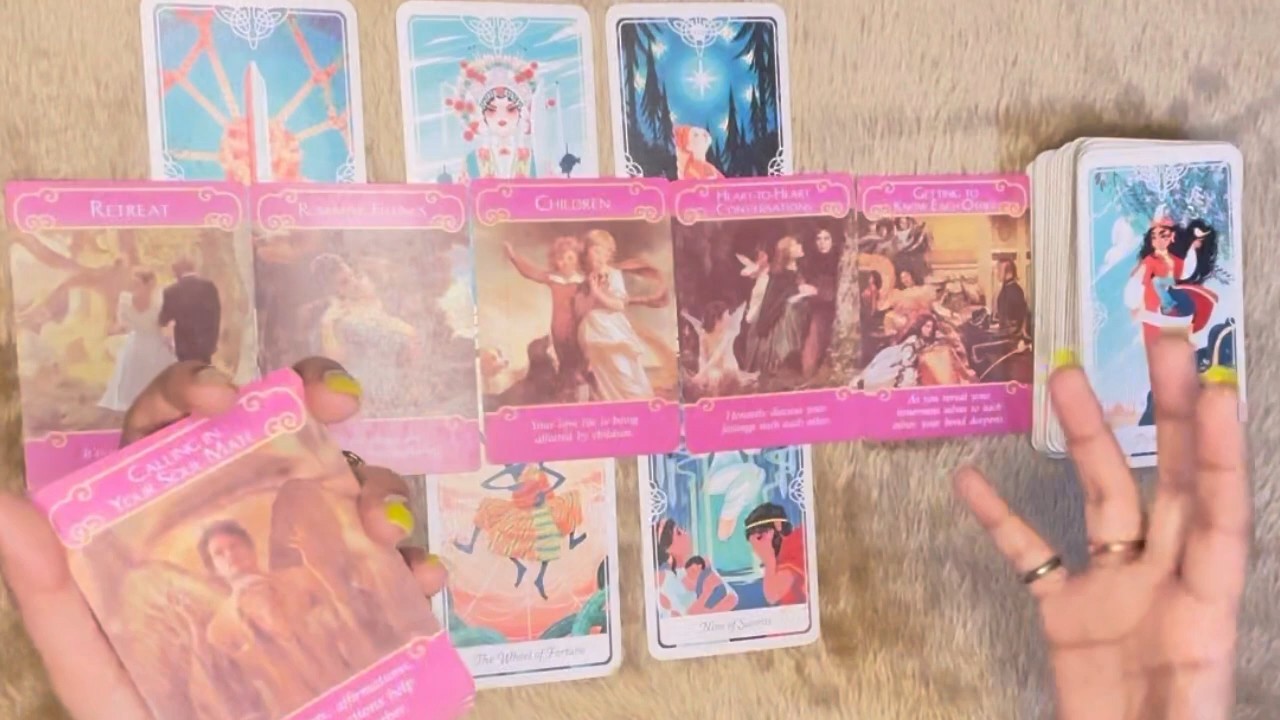 RETREAT
CHILDREN
HEART-TO-HEART
CONVERSATIONS
GETTING TO
KNOW EACH OTHER
Your love life is being
affected by children.
Honestly discuss your
feelings with each other.
As you reveal your
innermost selves to each
other, your bond deepens.
CALLING IN
YOUR SOUL MATE
affirmations,
help
The Wheel of Fortune
Nine of Swords